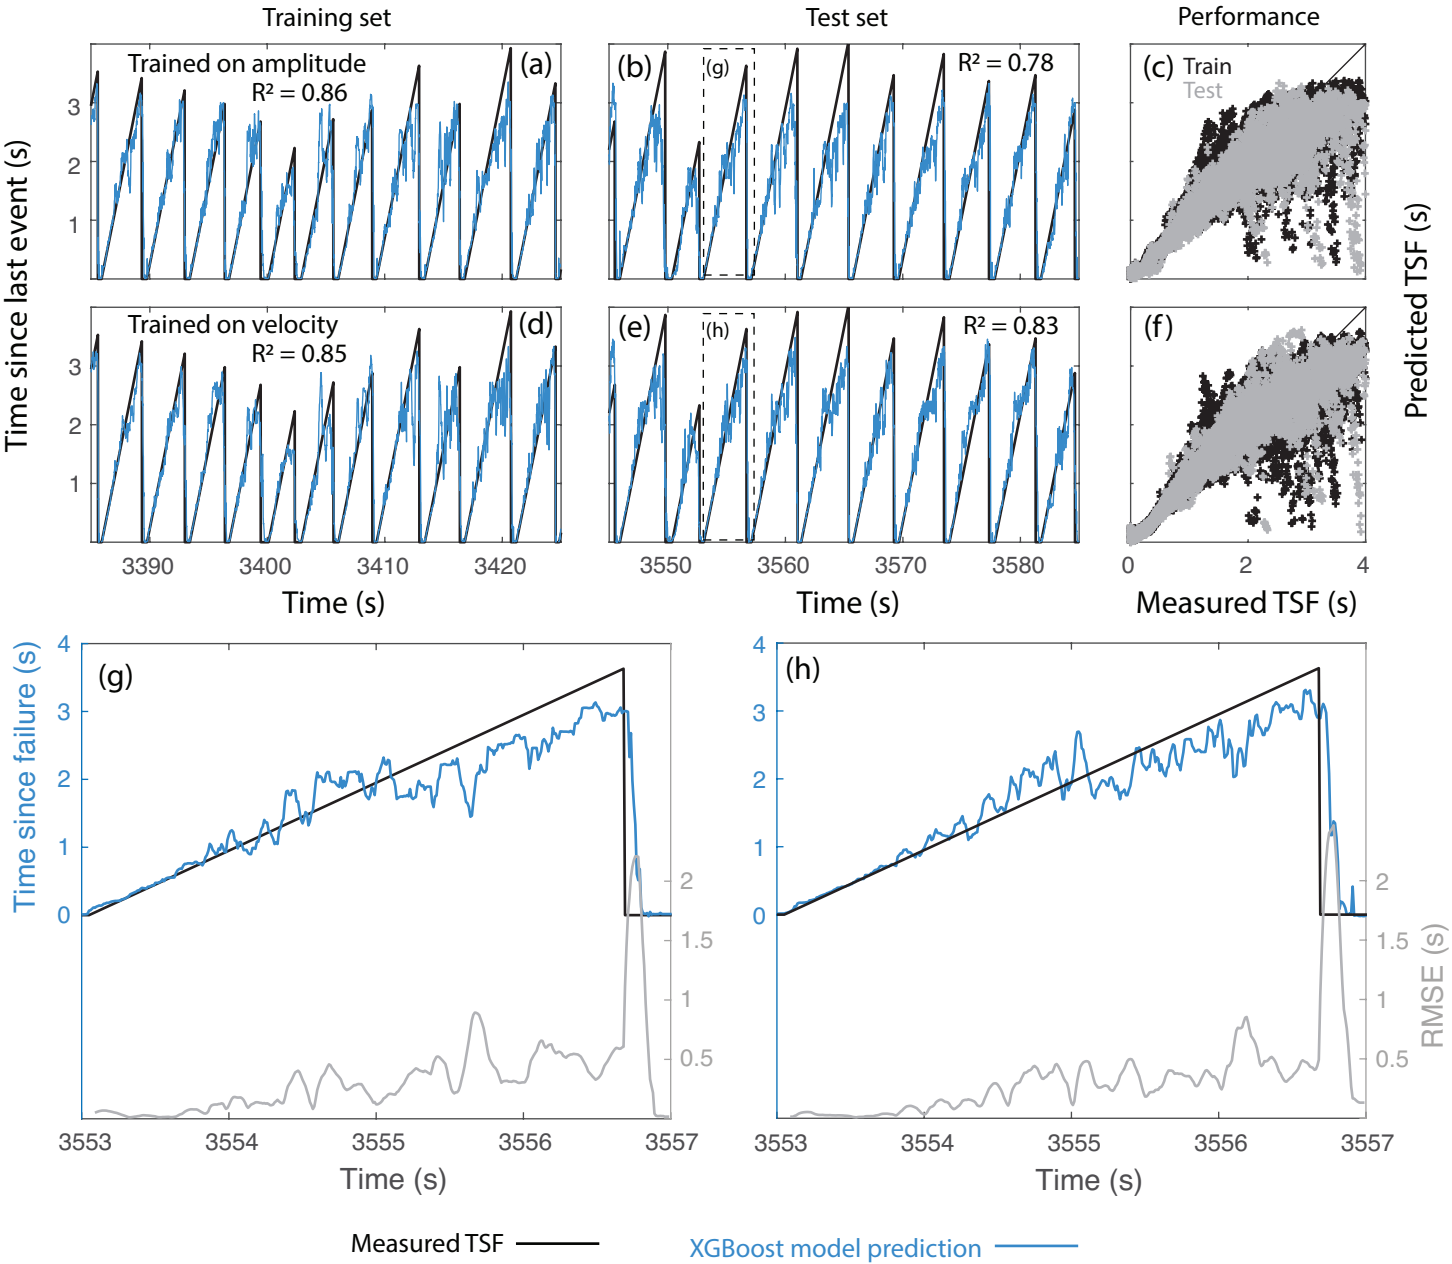 Training set
Test set
Performance
Time since last event (s)
Trained on amplitude
R² = 0.86
(a)
3
2
1
(b)
(g)
R² = 0.78
(c)
Train
Test
Predicted TSF (s)
Trained on velocity
R² = 0.85
(d)
3
2
1
3390
3400
3410
3420
Time (s)
(e)
(h)
R² = 0.83
3550
3560
3570
3580
Time (s)
(f)
0
2
4
Measured TSF (s)
(g)
Time since failure (s)
4
3
2
1
0
2
1.5
1
0.5
3553
3554
3555
3556
3557
Time (s)
(h)
4
3
2
1
0
2
1.5
1
0.5
RMSE (s)
3553
3554
3555
3556
3557
Time (s)
Measured TSF
XGBoost model prediction